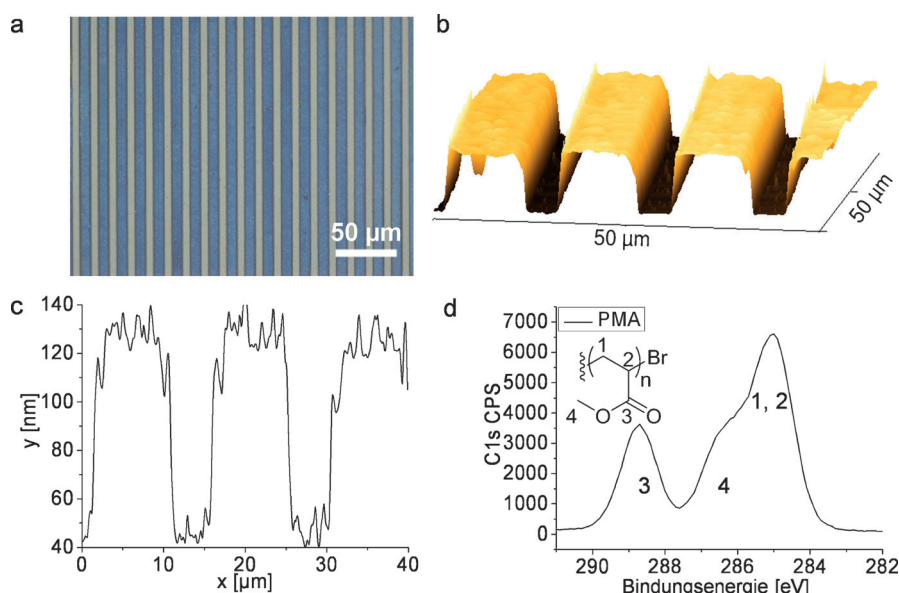 a
50 µm
b
50 µm
50 µm
c
y [nm]
140
120
100
80
60
40
0
10
20
30
40
x [µm]
d
C1s CPS
7000
6000
5000
4000
3000
2000
1000
0
PMA
1
2
Br
n
4
O
3
O
3
4
1, 2
290
288
286
284
282
Bindungsenergie [eV]